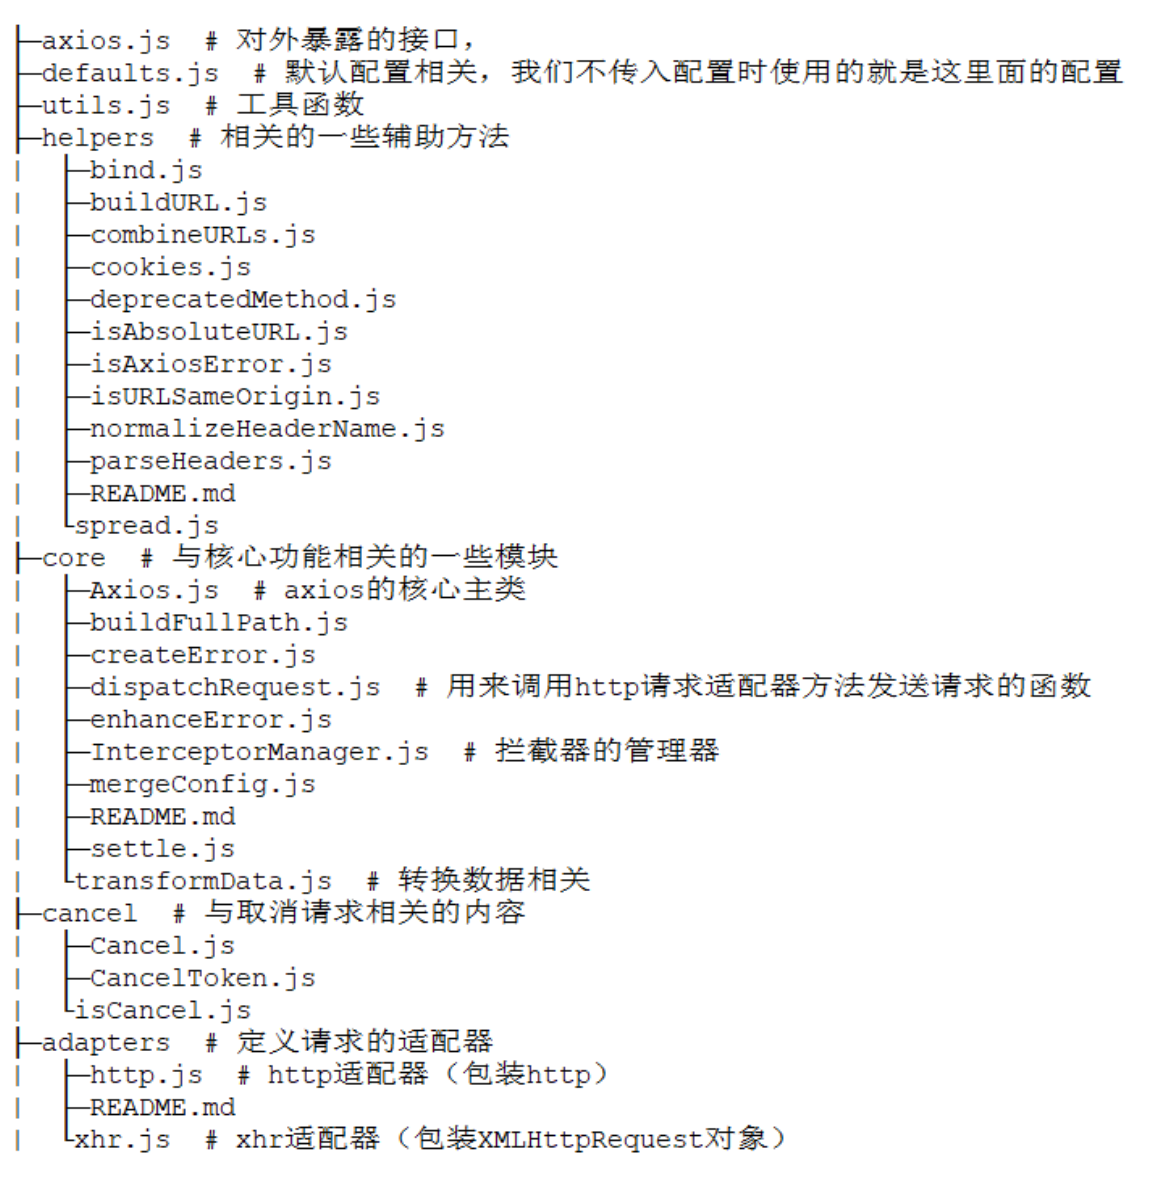 ├─axios.js  # 对外暴露的接口，
├─defaults.js  # 默认配置相关，我们不传入配置时使用的就是这里面的配置
├─utils.js  # 工具函数
├─helpers  # 相关的一些辅助方法
|  ├─bind.js
|  ├─buildURL.js
|  ├─combineURLs.js
|  ├─cookies.js
|  ├─deprecatedMethod.js
|  ├─isAbsoluteURL.js
|  ├─isAxiosError.js
|  ├─isURLSameOrigin.js
|  ├─normalizeHeaderName.js
|  ├─parseHeaders.js
|  ├─README.md
|  └spread.js
├─core  # 与核心功能相关的一些模块
|  ├─Axios.js  # axios的核心主类
|  ├─buildFullPath.js
|  ├─createError.js
|  ├─dispatchRequest.js  # 用来调用http请求适配器方法发送请求的函数
|  ├─enhanceError.js
|  ├─InterceptorManager.js  # 拦截器的管理器
|  ├─mergeConfig.js
|  ├─README.md
|  ├─settle.js
|  └transformData.js  # 转换数据相关
├─cancel  # 与取消请求相关的内容
|  ├─Cancel.js
|  ├─CancelToken.js
|  └isCancel.js
├─adapters  # 定义请求的适配器
|  ├─http.js  # http适配器（包装http）
|  ├─README.md
|  └xhr.js  # xhr适配器（包装XMLHttpRequest对象）